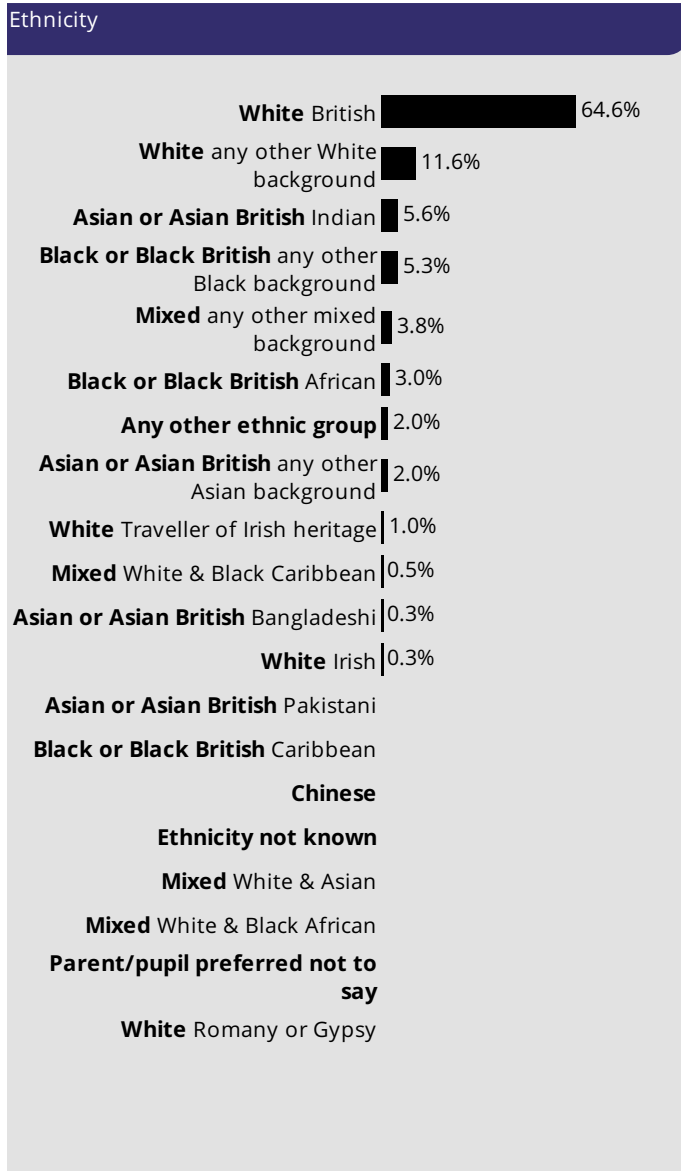 Ethnicity
White British 64.6%
White any other White
background 11.6%
Asian or Asian British Indian 5.6%
Black or Black British any other
Black background 5.3%
Mixed any other mixed
background 3.8%
Black or Black British African 3.0%
Any other ethnic group 2.0%
Asian or Asian British any other
Asian background 2.0%
White Traveller of Irish heritage 1.0%
Mixed White & Black Caribbean 0.5%
Asian or Asian British Bangladeshi 0.3%
White Irish 0.3%
Asian or Asian British Pakistani
Black or Black British Caribbean
Chinese
Ethnicity not known
Mixed White & Asian
Mixed White & Black African
Parent/pupil preferred not to
say
White Romany or Gypsy